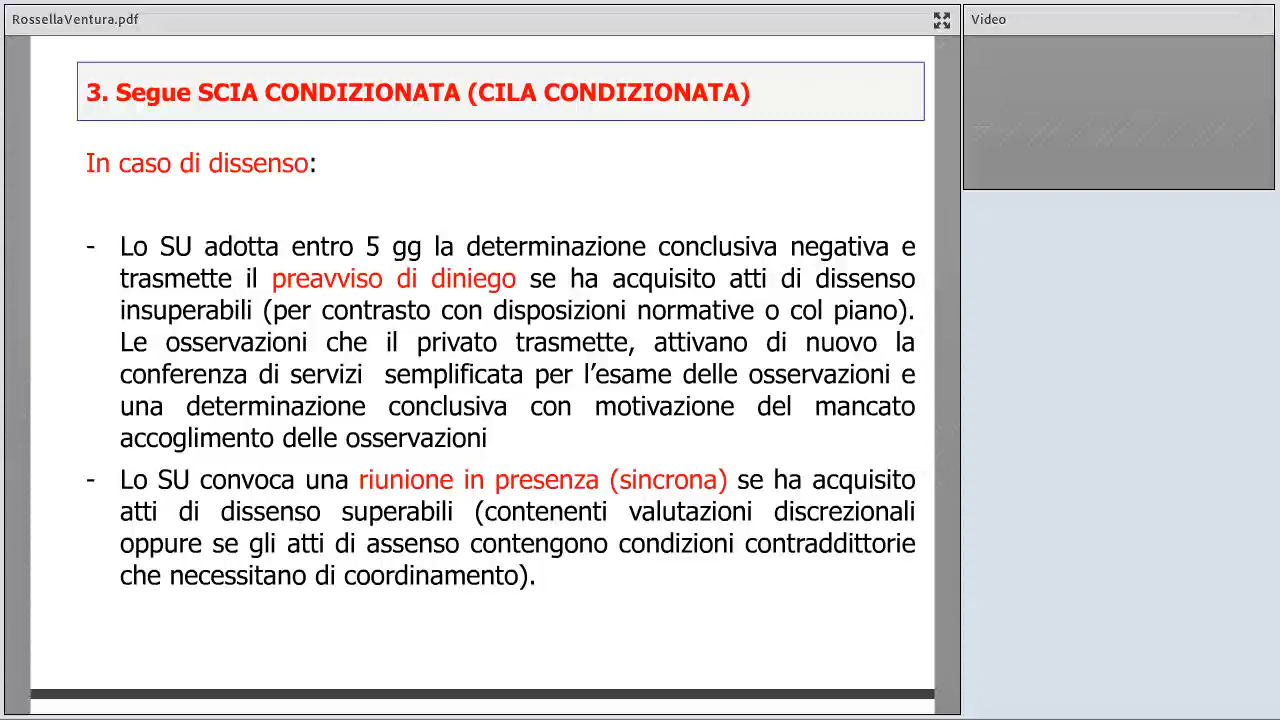 RossellaVentura.pdf
Video
3. Segue SCIA CONDIZIONATA (CILA CONDIZIONATA)
In caso di dissenso:
- Lo SU adotta entro 5 gg la determinazione conclusiva negativa e
trasmette il preavviso di diniego se ha acquisito atti di dissenso
insuperabili (per contrasto con disposizioni normative o col piano).
Le osservazioni che il privato trasmette, attivano di nuovo la
conferenza di servizi semplificata per l’esame delle osservazioni e
una determinazione conclusiva con motivazione del mancato
accoglimento delle osservazioni
- Lo SU convoca una riunione in presenza (sincrona) se ha acquisito
atti di dissenso superabili (contenenti valutazioni discrezionali
oppure se gli atti di assenso contengono condizioni contraddittorie
che necessitano di coordinamento).